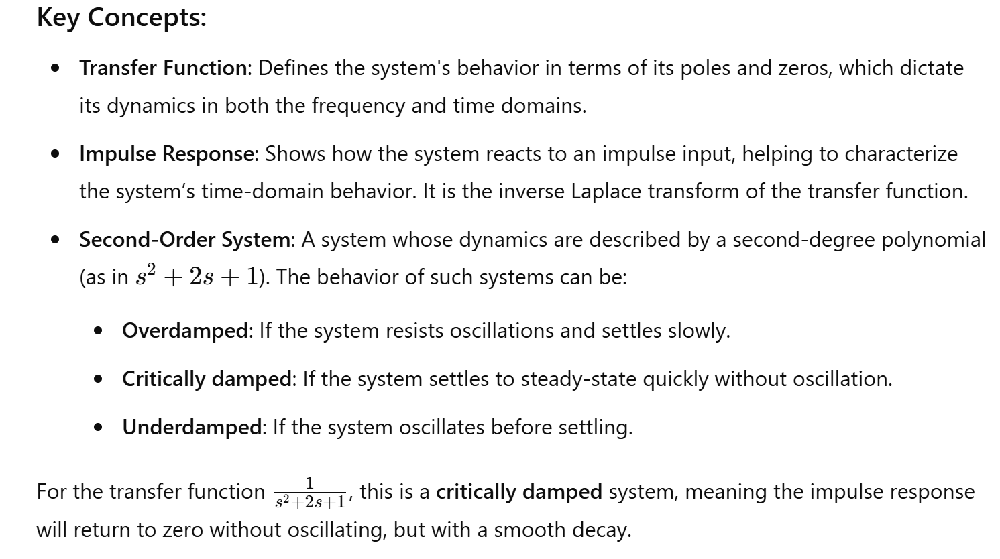 Key Concepts:
• Transfer Function: Defines the system's behavior in terms of its poles and zeros, which dictate
its dynamics in both the frequency and time domains.
• Impulse Response: Shows how the system reacts to an impulse input, helping to characterize
the system’s time-domain behavior. It is the inverse Laplace transform of the transfer function.
• Second-Order System: A system whose dynamics are described by a second-degree polynomial
(as in s² + 2s + 1). The behavior of such systems can be:
• Overdamped: If the system resists oscillations and settles slowly.
• Critically damped: If the system settles to steady-state quickly without oscillation.
• Underdamped: If the system oscillates before settling.
For the transfer function 1/(s²+2s+1), this is a critically damped system, meaning the impulse response
will return to zero without oscillating, but with a smooth decay.